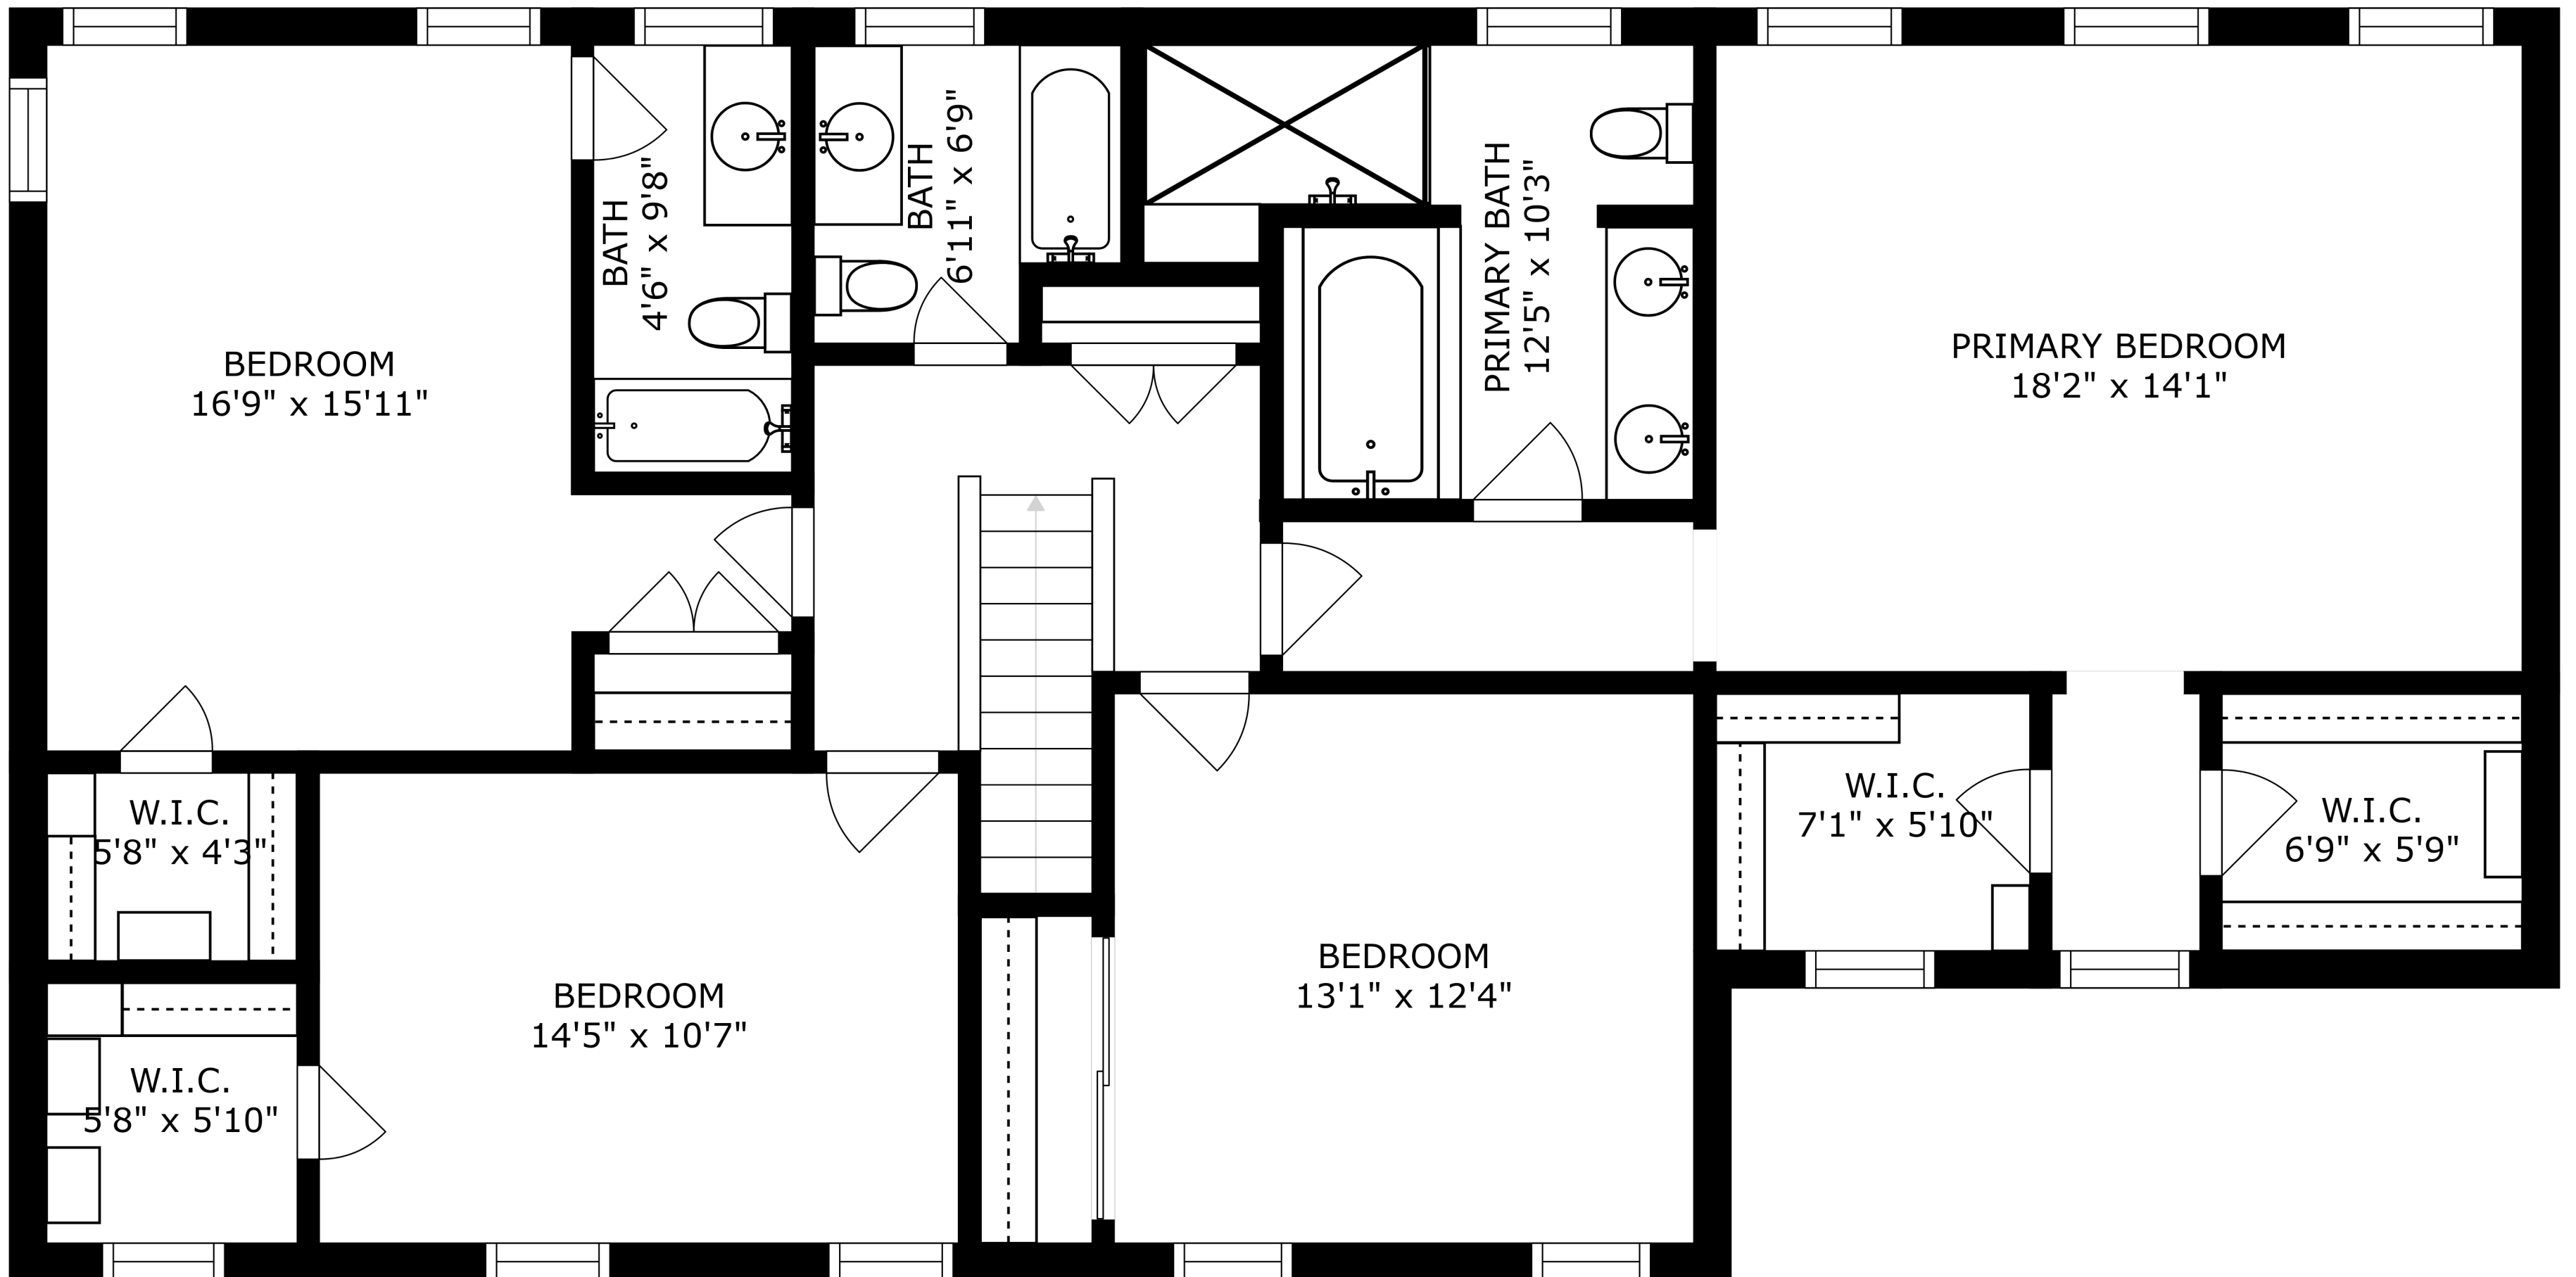 BEDROOM
16'9" x 15'11"
BATH
4'6" x 9'8"
BATH
6'11" x 6'9"
PRIMARY BATH
12'5" x 10'3"
PRIMARY BEDROOM
18'2" x 14'1"
W.I.C.
5'8" x 4'3"
W.I.C.
5'8" x 5'10"
BEDROOM
14'5" x 10'7"
BEDROOM
13'1" x 12'4"
W.I.C.
7'1" x 5'10"
W.I.C.
6'9" x 5'9"